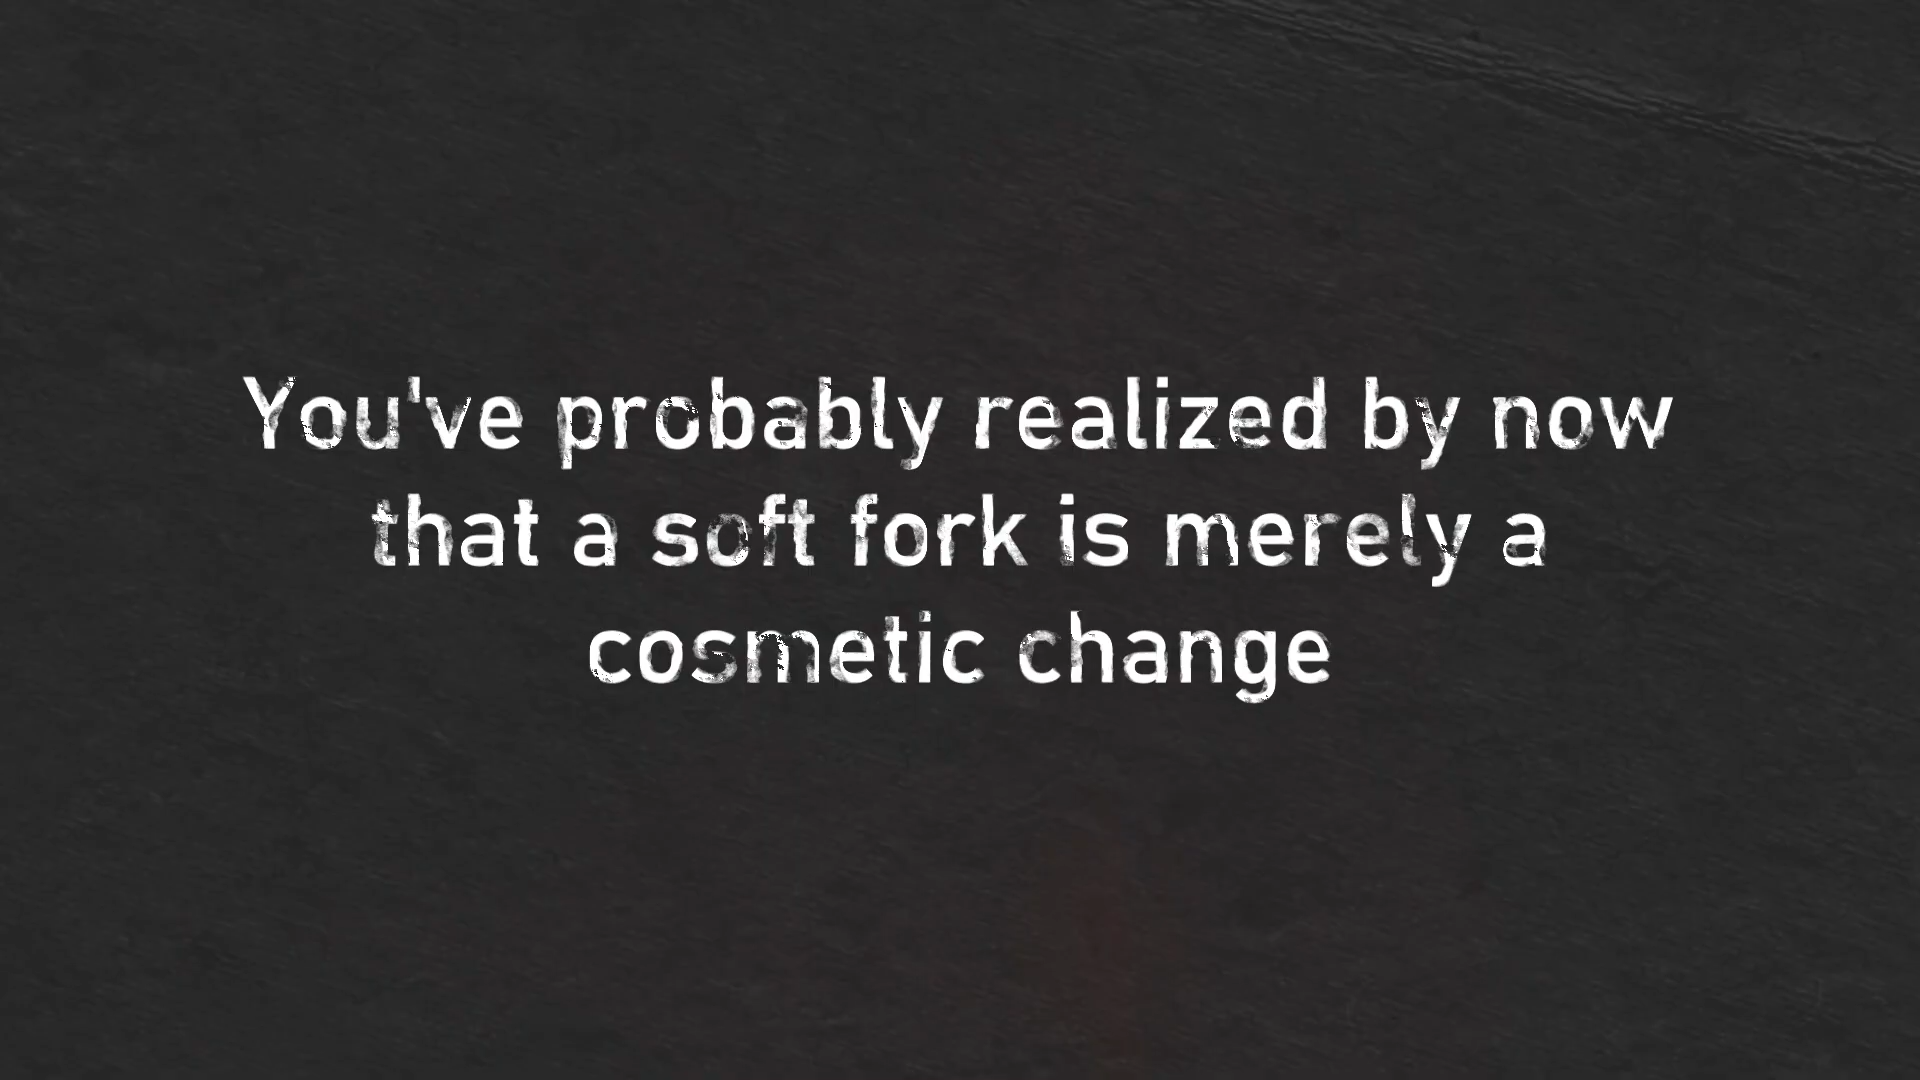 You've probably realized by now
that a soft fork is merely a
cosmetic change